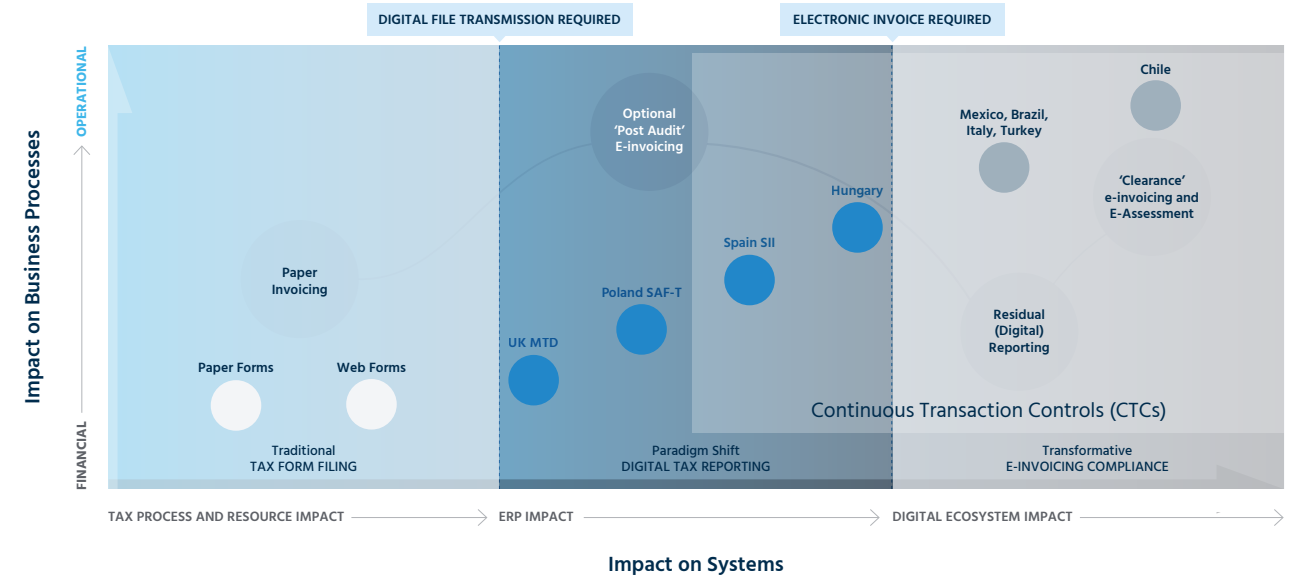 DIGITAL FILE TRANSMISSION REQUIRED
ELECTRONIC INVOICE REQUIRED
Impact on Business Processes
OPERATIONAL
FINANCIAL
Paper
Invoicing
Paper Forms
Web Forms
Traditional
TAX FORM FILING
Optional
‘Post Audit’
E-invoicing
UK MTD
Poland SAF-T
Spain SII
Hungary
Paradigm Shift
DIGITAL TAX REPORTING
Chile
Mexico, Brazil,
Italy, Turkey
‘Clearance’
e-invoicing and
E-Assessment
Residual
(Digital)
Reporting
Continuous Transaction Controls (CTCs)
Transformative
E-INVOICING COMPLIANCE
TAX PROCESS AND RESOURCE IMPACT
ERP IMPACT
DIGITAL ECOSYSTEM IMPACT
Impact on Systems